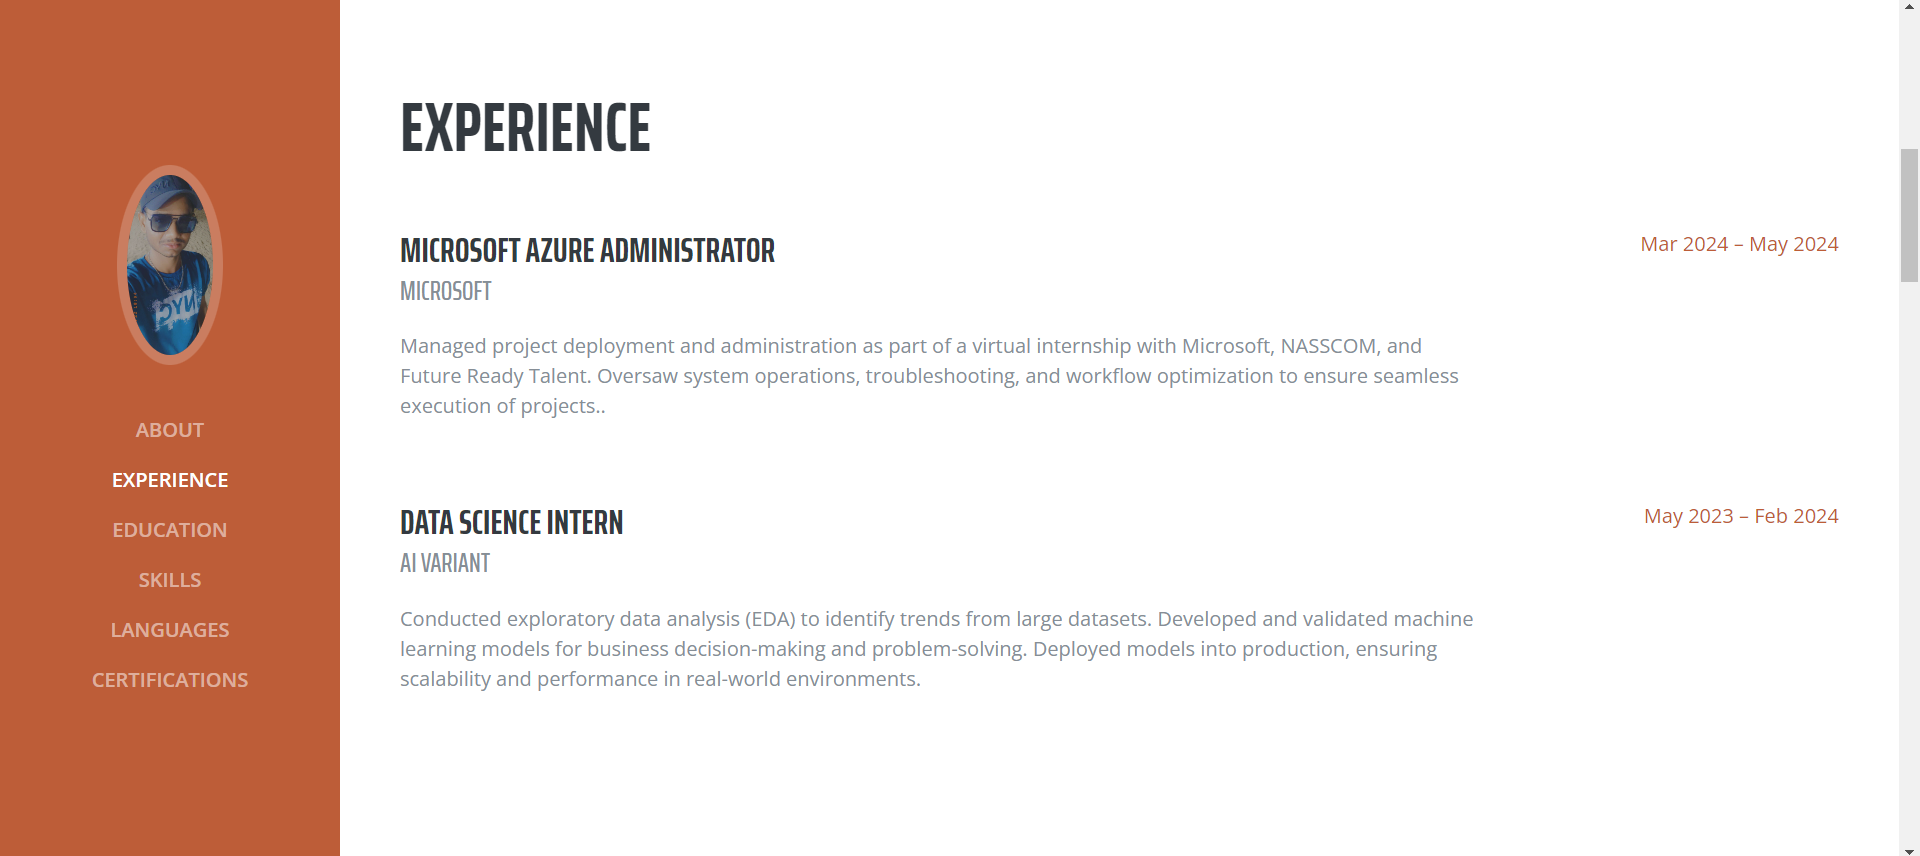 ABOUT
EXPERIENCE
EDUCATION
SKILLS
LANGUAGES
CERTIFICATIONS
EXPERIENCE
MICROSOFT AZURE ADMINISTRATOR
Mar 2024 – May 2024
MICROSOFT
Managed project deployment and administration as part of a virtual internship with Microsoft, NASSCOM, and
Future Ready Talent. Oversaw system operations, troubleshooting, and workflow optimization to ensure seamless
execution of projects..
DATA SCIENCE INTERN
May 2023 – Feb 2024
AI VARIANT
Conducted exploratory data analysis (EDA) to identify trends from large datasets. Developed and validated machine
learning models for business decision-making and problem-solving. Deployed models into production, ensuring
scalability and performance in real-world environments.